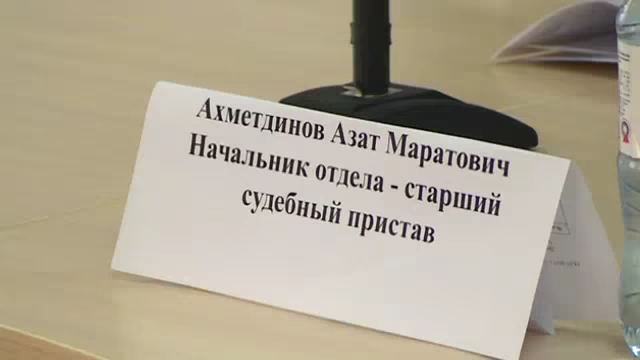 Ахметдинов Азат Маратович
Начальник отдела - старший
судебный пристав